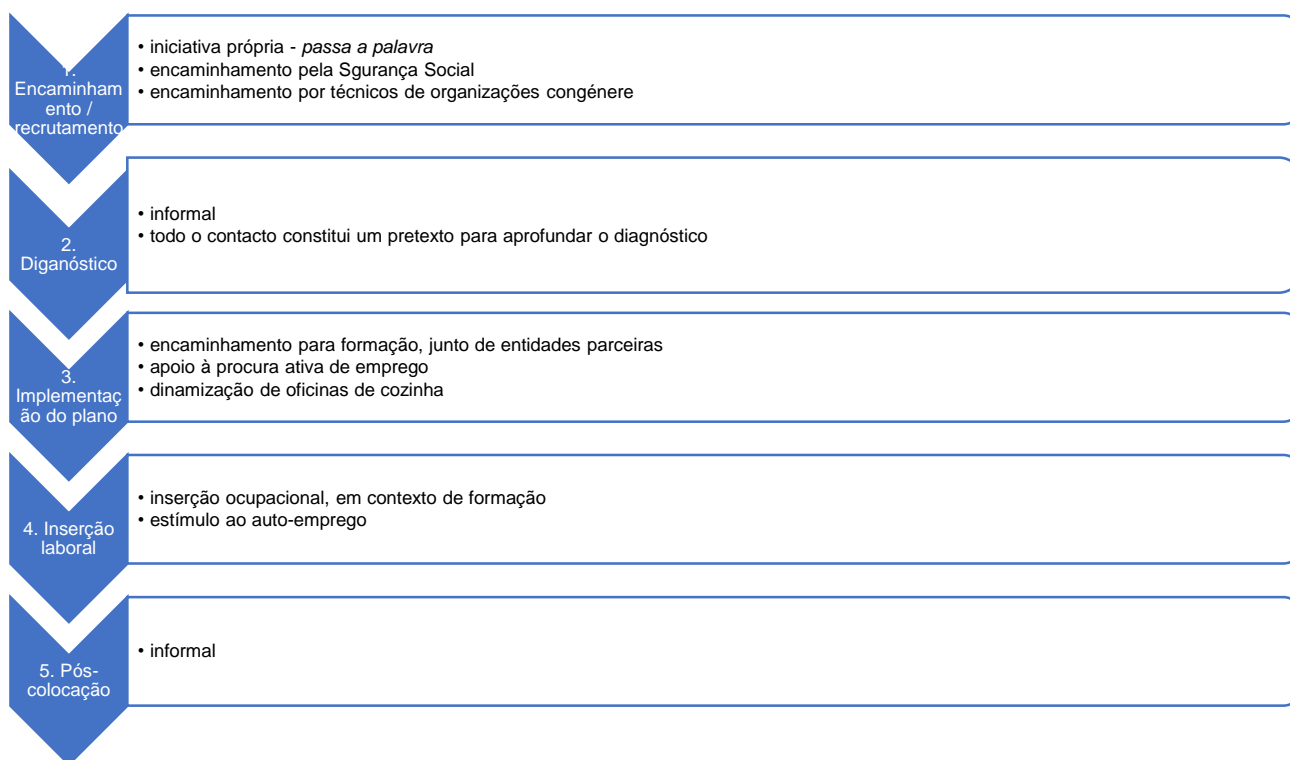 1.
Encaminham
ento /
recrutamento
• iniciativa própria - passa a palavra
• encaminhamento pela Sgurança Social
• encaminhamento por técnicos de organizações congénere
2.
Diganóstico
• informal
• todo o contacto constitui um pretexto para aprofundar o diagnóstico
3.
Implementaç
ão do plano
• encaminhamento para formação, junto de entidades parceiras
• apoio à procura ativa de emprego
• dinamização de oficinas de cozinha
4. Inserção
laboral
• inserção ocupacional, em contexto de formação
• estímulo ao auto-emprego
5. Pós-
colocação
• informal